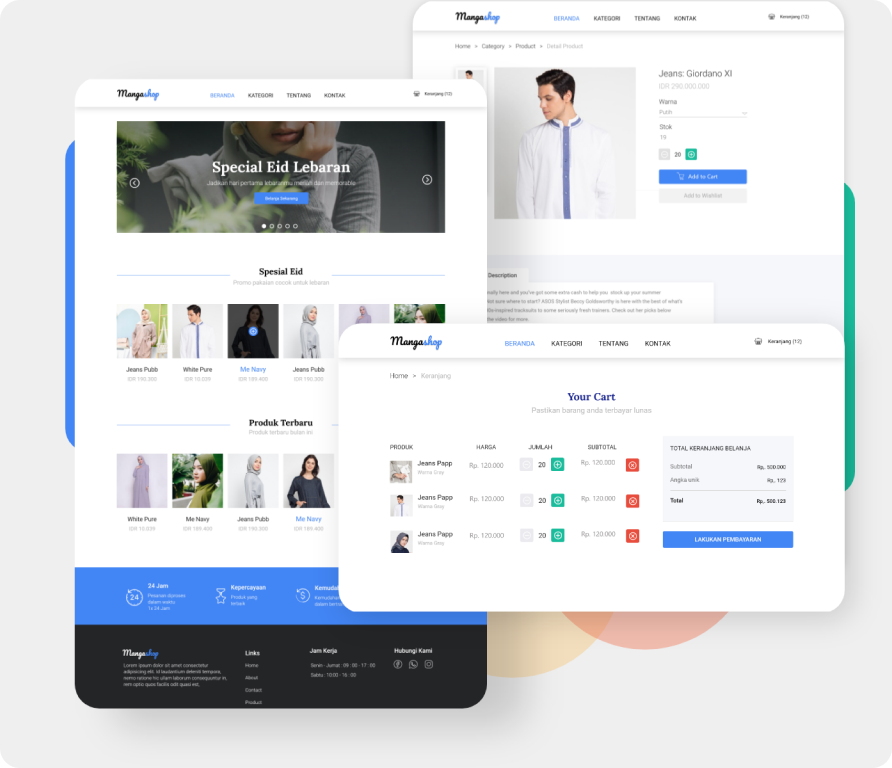 Mangashop
BERANDA
KATEGORI
TENTANG
KONTAK
Keranjang (12)
Home > Category > Product > Detail Product
Jeans: Giordano XI
IDR 290.000.000
Warna
Putih
Stok
19
20
Add to Cart
Add to Wishlist
Description
Mangashop
BERANDA
KATEGORI
TENTANG
KONTAK
Keranjang (12)
Special Eid Lebaran
Jadikan hari pertama lebaranmu meriah dan memorable
Belanja Sekarang
Spesial Eid
Promo pakaian cocok untuk lebaran
Jeans Pubb
White Pure
Me Navy
Jeans Pubb
IDR 190.300
IDR 10.039
IDR 189.400
IDR 190.300
Produk Terbaru
Produk terbaru bulan ini
White Pure
Me Navy
Jeans Pubb
Me Navy
IDR 10.039
IDR 189.400
IDR 190.300
IDR 189.400
24 Jam
24
Pelayanan diproses
dalam waktu
1x 24 Jam
Kepercayaan
Produk yang
terbaik
Kemudah
Kemudahan
dalam bertra
Mangashop
Lorem ipsum dolor sit amet consectetur
adipisicing elit. Id laudantium deleniti tempora,
nemo ratione hic ullam laborum consequuntur in,
rem optio quos facilis odit quasi est,
Links
Home
About
Contact
Product
Jam Kerja
Senin - Jumat : 09 : 00 - 17 : 00
Sabtu : 10:00 - 16 : 00
Hubungi Kami
ually here and you've got some extra cash to help you stock up your summer
Not sure where to start? ASOS Stylist Beccy Goldsworthy is here with the best of what's
tic-inspired tracksuits to some seriously fresh trainers. Check out her picks below
the video for more.
Mangashop
BERANDA
KATEGORI
TENTANG
KONTAK
Keranjang (12)
Home > Keranjang
Your Cart
Pastikan barang anda terbayar lunas
PRODUK
HARGA
JUMLAH
SUBTOTAL
Jeans Papp
Warna Gray
Rp. 120.000
20
Rp. 120.000
Jeans Papp
Warna Gray
Rp. 120.000
20
Rp. 120.000
Jeans Papp
Warna Gray
Rp. 120.000
20
Rp. 120.000
TOTAL KERANJANG BELANJA
Subtotal
Rp, 500.000
Angka unik
Rp, 123
Total
Rp, 500.123
LAKUKAN PEMBAYARAN